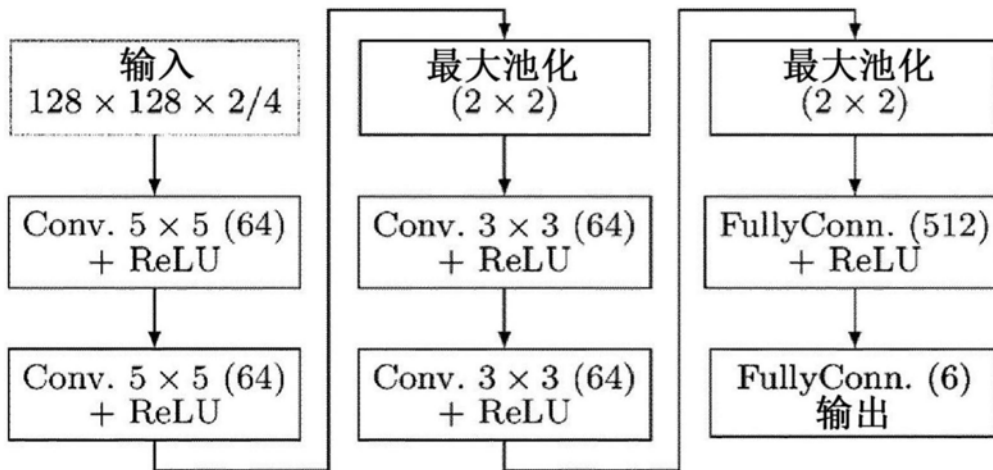 输入
128 × 128 × 2/4
Conv. 5 × 5 (64)
+ ReLU
Conv. 5 × 5 (64)
+ ReLU
最大池化
(2 × 2)
Conv. 3 × 3 (64)
+ ReLU
Conv. 3 × 3 (64)
+ ReLU
最大池化
(2 × 2)
FullyConn. (512)
+ ReLU
FullyConn. (6)
输出